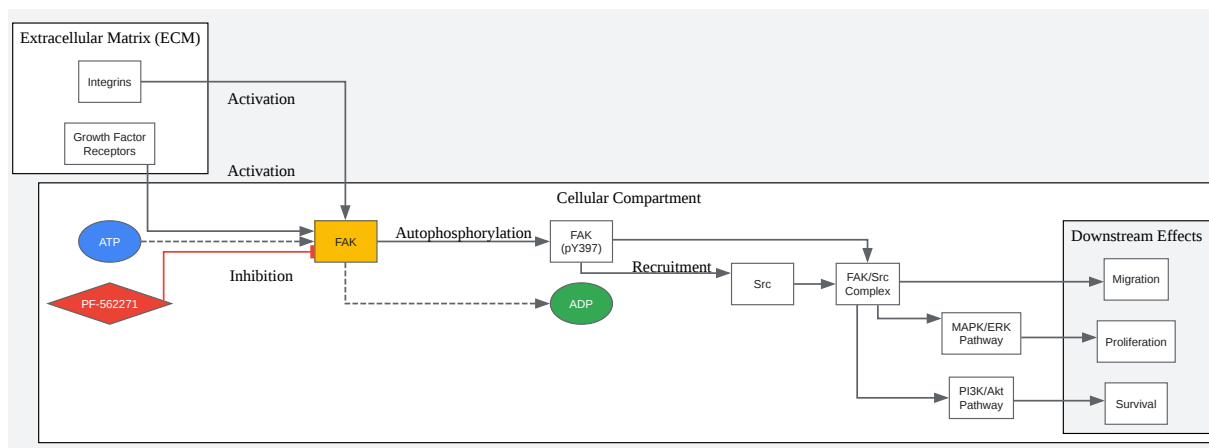 Extracellular Matrix (ECM)
Integrins
Activation
Growth Factor
Receptors
Activation
Cellular Compartment
ATP
FAK
Autophosphorylation
FAK
(pY397)
Downstream Effects
Inhibition
Recruitment
PF-562271
ADP
Src
FAK/Src
Complex
Migration
MAPK/ERK
Pathway
Proliferation
PI3K/Akt
Pathway
Survival